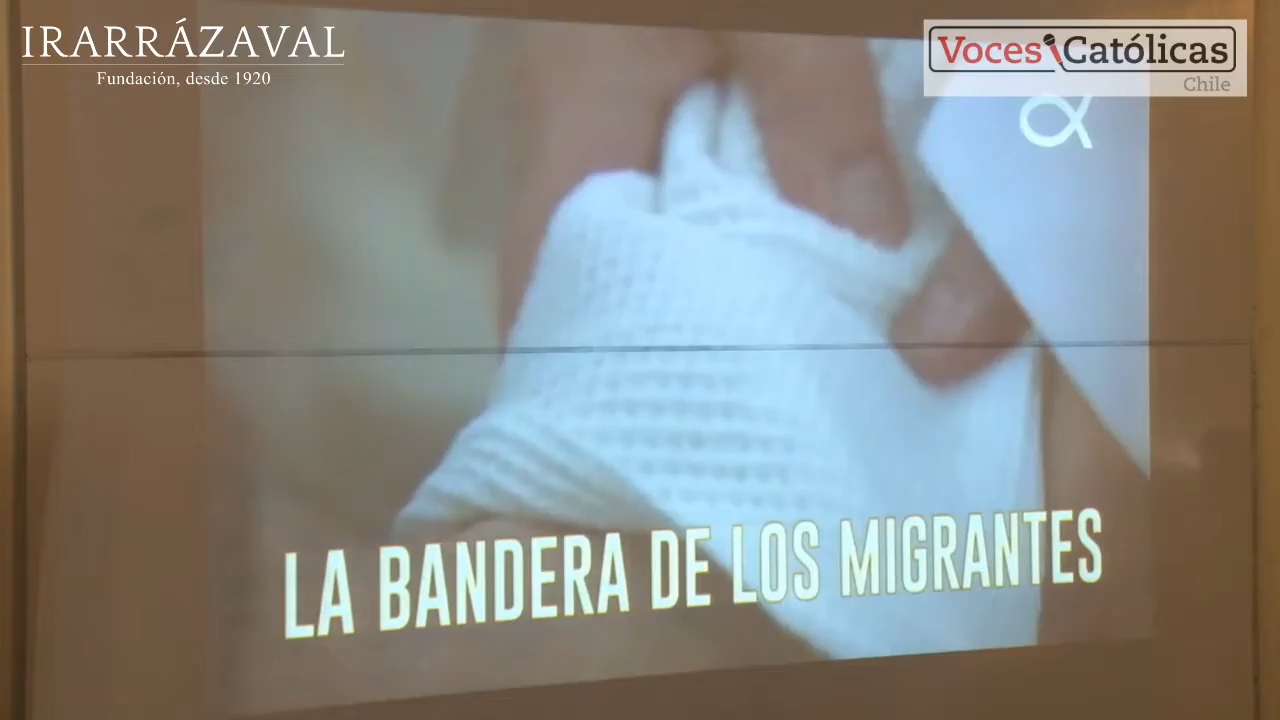 IRARRÁZAVAL
Fundación, desde 1920
Voces Católicas
Chile
LA BANDERA DE LOS MIGRANTES